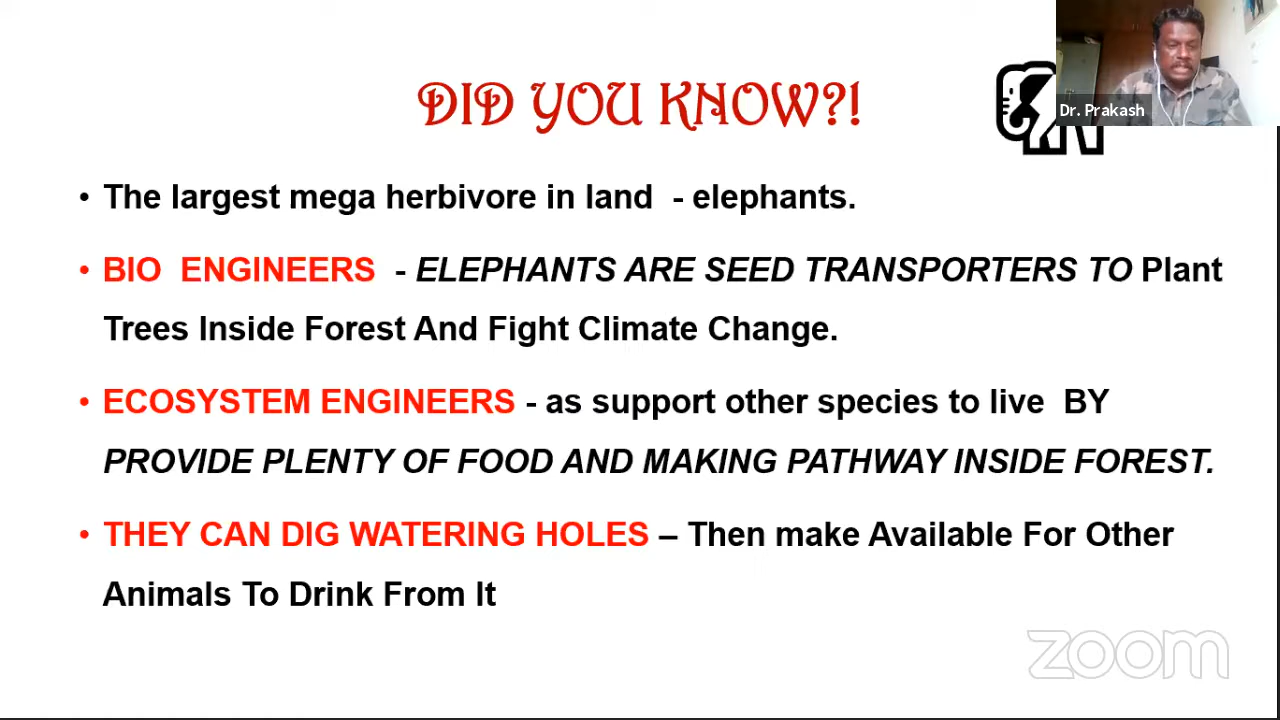 DID YOU KNOW?!
Dr. Prakash
• The largest mega herbivore in land - elephants.
• BIO ENGINEERS - ELEPHANTS ARE SEED TRANSPORTERS TO Plant
Trees Inside Forest And Fight Climate Change.
• ECOSYSTEM ENGINEERS - as support other species to live BY
PROVIDE PLENTY OF FOOD AND MAKING PATHWAY INSIDE FOREST.
• THEY CAN DIG WATERING HOLES – Then make Available For Other
Animals To Drink From It
zoom